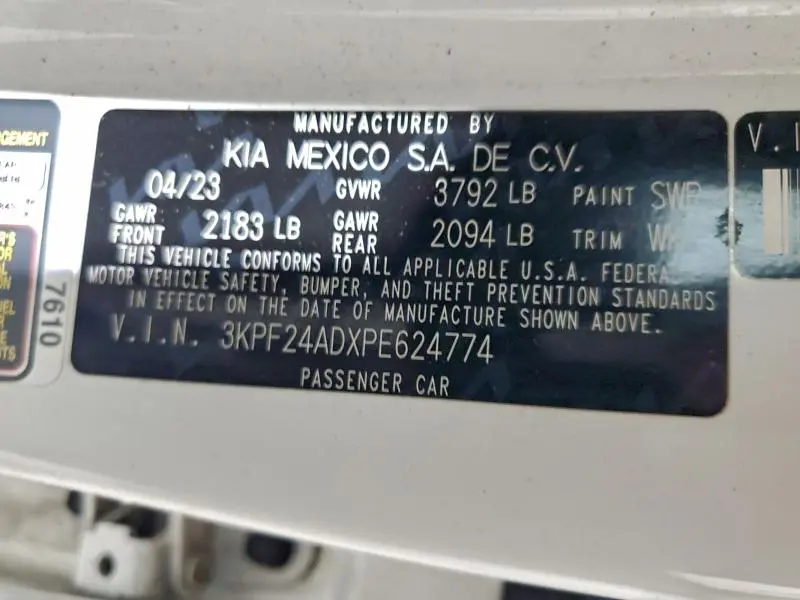 MANUFACTURED BY
KIA MEXICO S.A. DE C.V.
04/23 GVWR 3792 LB PAINT SWP
GAWR FRONT 2183 LB GAWR REAR 2094 LB TRIM
THIS VEHICLE CONFORMS TO ALL APPLICABLE U.S.A. FEDERAL
MOTOR VEHICLE SAFETY, BUMPER, AND THEFT PREVENTION STANDARDS
IN EFFECT ON THE DATE OF MANUFACTURE SHOWN ABOVE.
V.I.N. 3KPF24ADXPE624774
PASSENGER CAR
7610
V.I